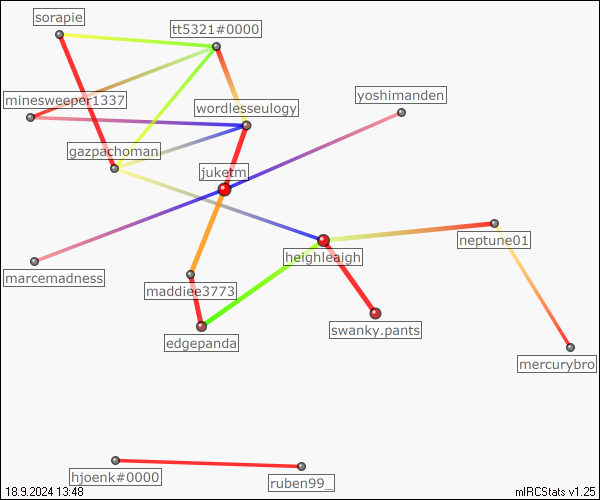 sorapie
tt5321#0000
minesweeper1337
wordlesseulogy
yoshimanden
gazpachoman
juketm
heighleaigh
neptune01
marcemadness
maddiee3773
edgepanda
swanky.pants
mercurybro
hjoenk#0000
ruben99_
18.9.2024 13:48
mIRCStats v1.25